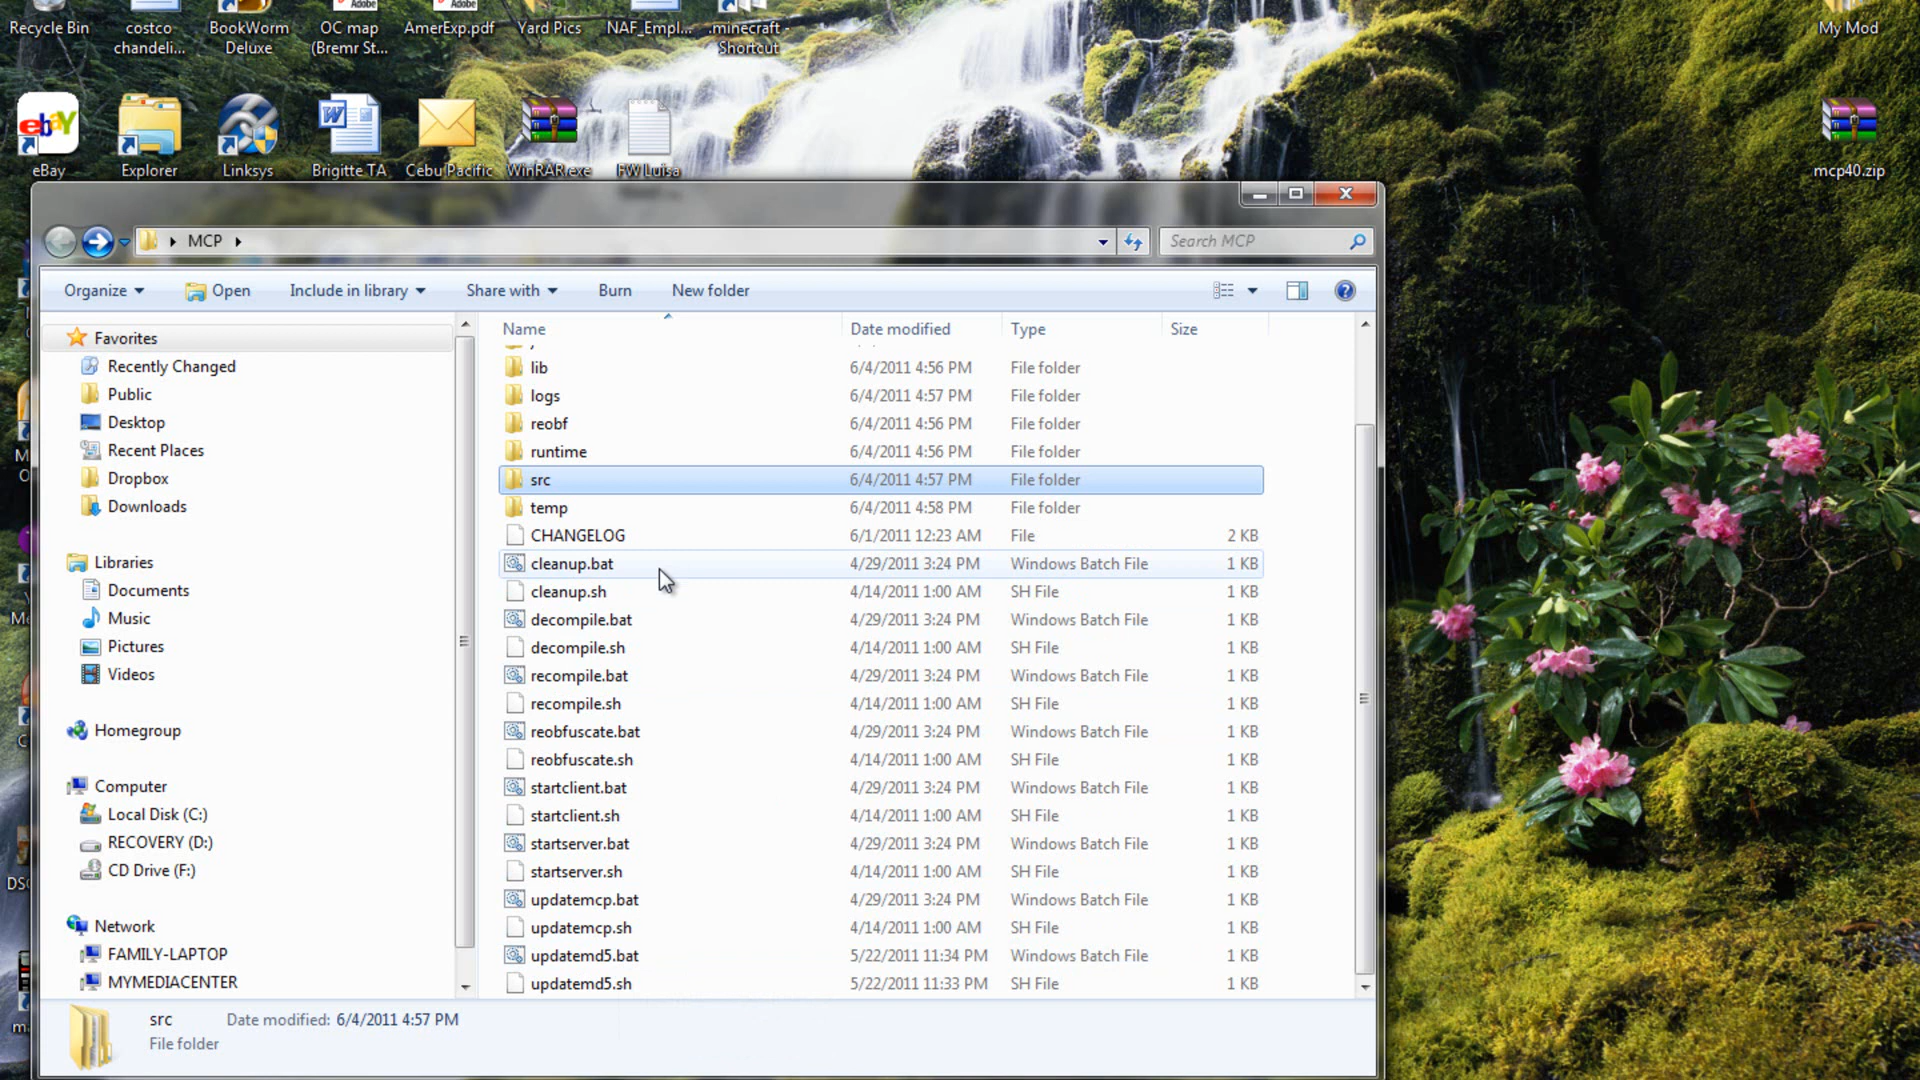 Recycle Bin
costco
chandeli...
BookWorm
Deluxe
OC map
(Bremr St...
AmerExp.pdf
Yard Pics
NAF_Empl...
.minecraft -
Shortcut
My Mod
Adobe
Adobe
ebay
eBay
Explorer
Linksys
Brigitte TA
Cebu Pacific
WinRAR.exe
FW Luisa
mcp40.zip
MCP
Search MCP
Organize
Open
Include in library
Share with
Burn
New folder
Name
Date modified
Type
Size
Favorites
Recently Changed
Public
Desktop
Recent Places
Dropbox
Downloads
Libraries
Documents
Music
Pictures
Videos
Homegroup
Computer
Local Disk (C:)
RECOVERY (D:)
CD Drive (F:)
Network
FAMILY-LAPTOP
MYMEDIACENTER
lib 6/4/2011 4:56 PM File folder
logs 6/4/2011 4:57 PM File folder
reobf 6/4/2011 4:56 PM File folder
runtime 6/4/2011 4:56 PM File folder
src 6/4/2011 4:57 PM File folder
temp 6/4/2011 4:58 PM File folder
CHANGELOG 6/1/2011 12:23 AM File 2 KB
cleanup.bat 4/29/2011 3:24 PM Windows Batch File 1 KB
cleanup.sh 4/14/2011 1:00 AM SH File 1 KB
decompile.bat 4/29/2011 3:24 PM Windows Batch File 1 KB
decompile.sh 4/14/2011 1:00 AM SH File 1 KB
recompile.bat 4/29/2011 3:24 PM Windows Batch File 1 KB
recompile.sh 4/14/2011 1:00 AM SH File 1 KB
reobfuscate.bat 4/29/2011 3:24 PM Windows Batch File 1 KB
reobfuscate.sh 4/14/2011 1:00 AM SH File 1 KB
startclient.bat 4/29/2011 3:24 PM Windows Batch File 1 KB
startclient.sh 4/14/2011 1:00 AM SH File 1 KB
startserver.bat 4/29/2011 3:24 PM Windows Batch File 1 KB
startserver.sh 4/14/2011 1:00 AM SH File 1 KB
updatemcp.bat 4/29/2011 3:24 PM Windows Batch File 1 KB
updatemcp.sh 4/14/2011 1:00 AM SH File 1 KB
updatemd5.bat 5/22/2011 11:34 PM Windows Batch File 1 KB
updatemd5.sh 5/22/2011 11:33 PM SH File 1 KB
src Date modified: 6/4/2011 4:57 PM
File folder